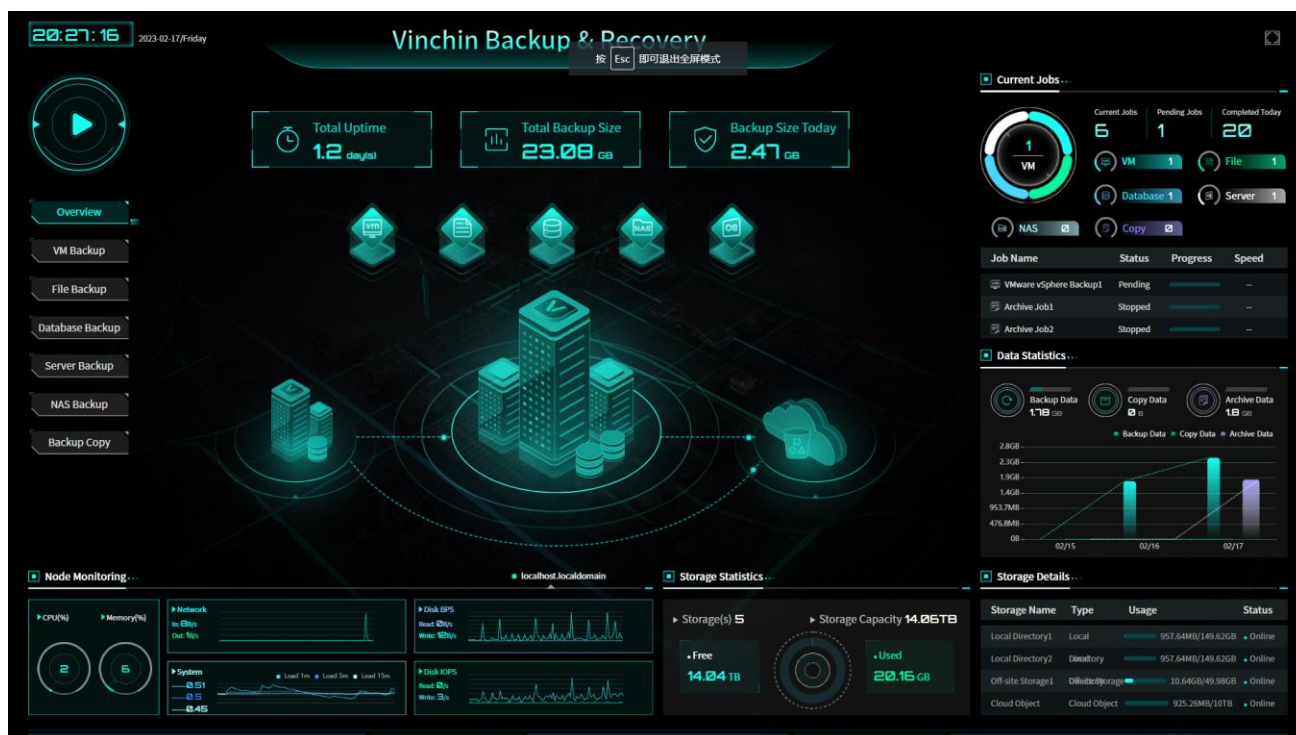 20:27:16 2023-02-17/Friday
Vinchin Backup & Recovery
按 Esc 即可退出全屏模式
Total Uptime
1.2 day(s)
Total Backup Size
23.08 GB
Backup Size Today
2.47 GB
Overview
VM Backup
File Backup
Database Backup
Server Backup
NAS Backup
Backup Copy
vm
NAS
OS
Current Jobs
1
VM
Current Jobs Pending Jobs Completed Today
6 1 20
VM 1 File 1
Database 1 Server 1
NAS 0 Copy 0
Job Name Status Progress Speed
VMware vSphere Backup1 Pending --
Archive Job1 Stopped --
Archive Job2 Stopped --
Data Statistics
Backup Data
1.78 GB
Copy Data
0 B
Archive Data
1.8 GB
Backup Data Copy Data Archive Data
2.8GB
2.3GB
1.9GB
1.4GB
953.7MB
476.8MB
0B
02/15 02/16 02/17
Node Monitoring
localhost.localdomain
CPU(%) Memory(%)
2 6
Network
In: 8B/s
Out: 1B/s
System
Load 1m Load 5m Load 15m
0.51
0.5
0.45
Disk BPS
Read: 0B/s
Write: 12B/s
Disk IOPS
Read: 0/s
Write: 3/s
Storage Statistics
Storage(s) 5 Storage Capacity 14.06TB
Free
14.04 TB
Used
20.16 GB
Storage Details
Storage Name Type Usage Status
Local Directory1 Local 957.64MB/149.62GB Online
Local Directory2 957.64MB/149.62GB Online
Off-site Storage1 10.64GB/49.98GB Online
Cloud Object Cloud Object 925.26MB/10TB Online